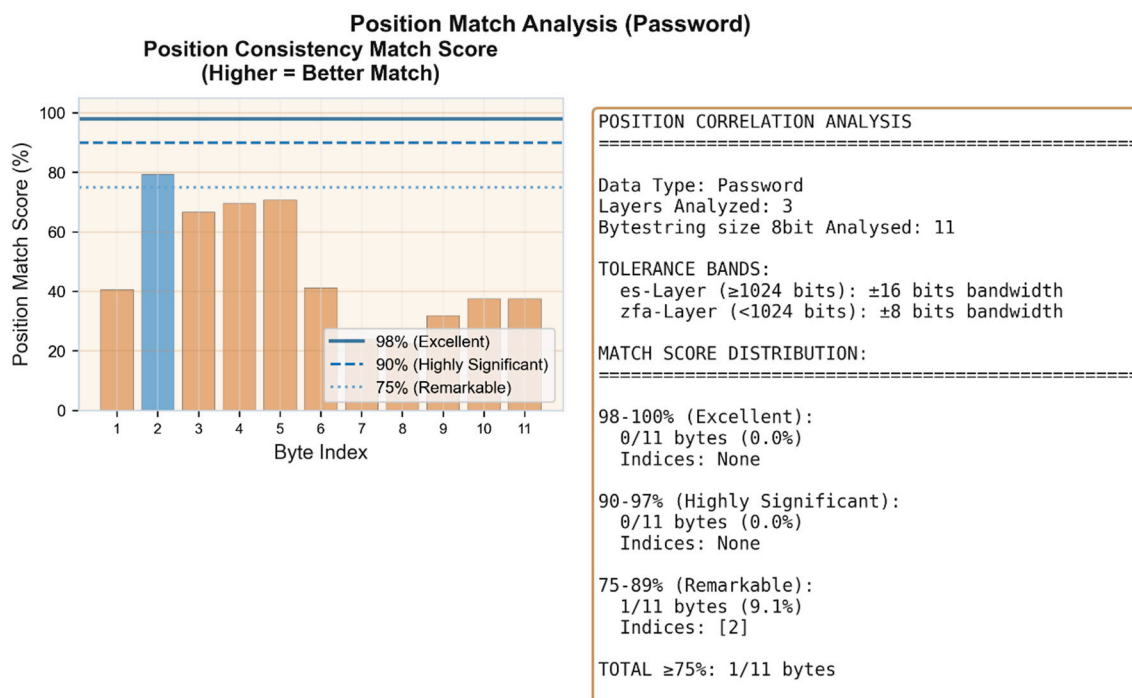 Position Match Analysis (Password)
Position Consistency Match Score
(Higher = Better Match)
Position Match Score (%)
100
80
60
40
20
0
98% (Excellent)
90% (Highly Significant)
75% (Remarkable)
1 2 3 4 5 6 7 8 9 10 11
Byte Index
POSITION CORRELATION ANALYSIS
=====================================================
Data Type: Password
Layers Analyzed: 3
Bytestring size 8bit Analysed: 11
TOLERANCE BANDS:
es-Layer (≥1024 bits): ±16 bits bandwidth
zfa-Layer (<1024 bits): ±8 bits bandwidth
MATCH SCORE DISTRIBUTION:
=====================================================
98-100% (Excellent):
0/11 bytes (0.0%)
Indices: None
90-97% (Highly Significant):
0/11 bytes (0.0%)
Indices: None
75-89% (Remarkable):
1/11 bytes (9.1%)
Indices: [2]
TOTAL ≥75%: 1/11 bytes